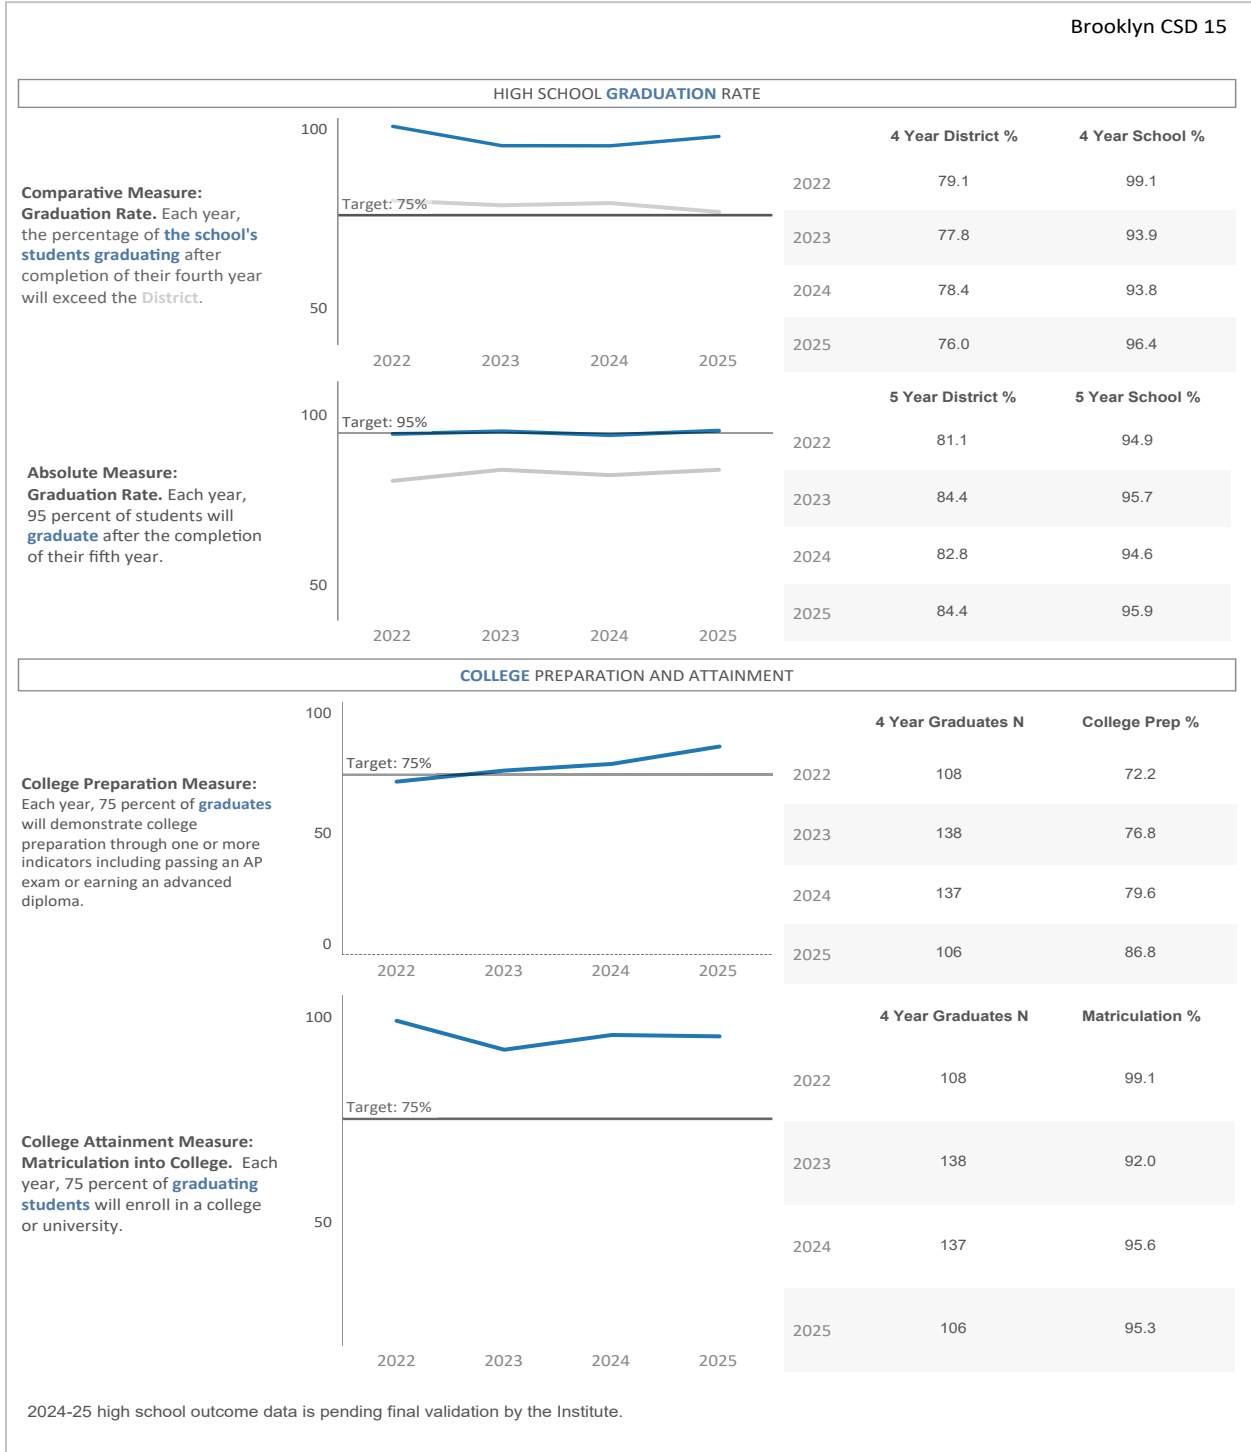 Brooklyn CSD 15
HIGH SCHOOL GRADUATION RATE
Comparative Measure:
Graduation Rate. Each year,
the percentage of the school's
students graduating after
completion of their fourth year
will exceed the District.
100
Target: 75%
50
2022 2023 2024 2025
4 Year District % 4 Year School %
2022 79.1 99.1
2023 77.8 93.9
2024 78.4 93.8
2025 76.0 96.4
Absolute Measure:
Graduation Rate. Each year,
95 percent of students will
graduate after the completion
of their fifth year.
100
Target: 95%
50
2022 2023 2024 2025
5 Year District % 5 Year School %
2022 81.1 94.9
2023 84.4 95.7
2024 82.8 94.6
2025 84.4 95.9
COLLEGE PREPARATION AND ATTAINMENT
College Preparation Measure:
Each year, 75 percent of graduates
will demonstrate college
preparation through one or more
indicators including passing an AP
exam or earning an advanced
diploma.
100
Target: 75%
50
0
2022 2023 2024 2025
4 Year Graduates N College Prep %
2022 108 72.2
2023 138 76.8
2024 137 79.6
2025 106 86.8
College Attainment Measure:
Matriculation into College. Each
year, 75 percent of graduating
students will enroll in a college
or university.
100
Target: 75%
50
2022 2023 2024 2025
4 Year Graduates N Matriculation %
2022 108 99.1
2023 138 92.0
2024 137 95.6
2025 106 95.3
2024-25 high school outcome data is pending final validation by the Institute.